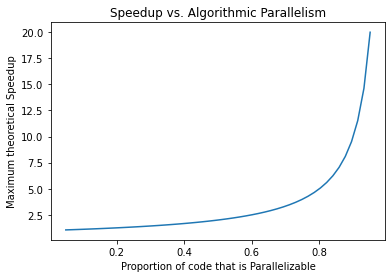 Speedup vs. Algorithmic Parallelism
20.0
17.5
15.0
12.5
10.0
7.5
5.0
2.5
Maximum theoretical Speedup
0.2 0.4 0.6 0.8
Proportion of code that is Parallelizable